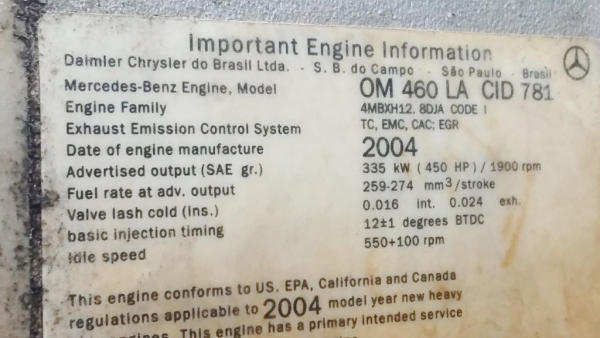 Important Engine Information
Daimler Chrysler do Brasil Ltda. - S. B. do Campo - São Paulo - Brasil
Mercedes-Benz Engine, Model OM 460 LA CID 781
Engine Family 4MBXH12.8DJA CODE I
Exhaust Emission Control System TC, EMC, CAC; EGR
Date of engine manufacture 2004
Advertised output (SAE gr.) 335 kW (450 HP) / 1900 rpm
Fuel rate at adv. output 259-274 mm³/stroke
Valve lash cold (ins.) 0.016 int. 0.024 exh.
basic injection timing 12±1 degrees BTDC
Idle speed 550+100 rpm
This engine conforms to US. EPA, California and Canada
regulations applicable to 2004 model year new heavy
engines. This engine has a primary intended service